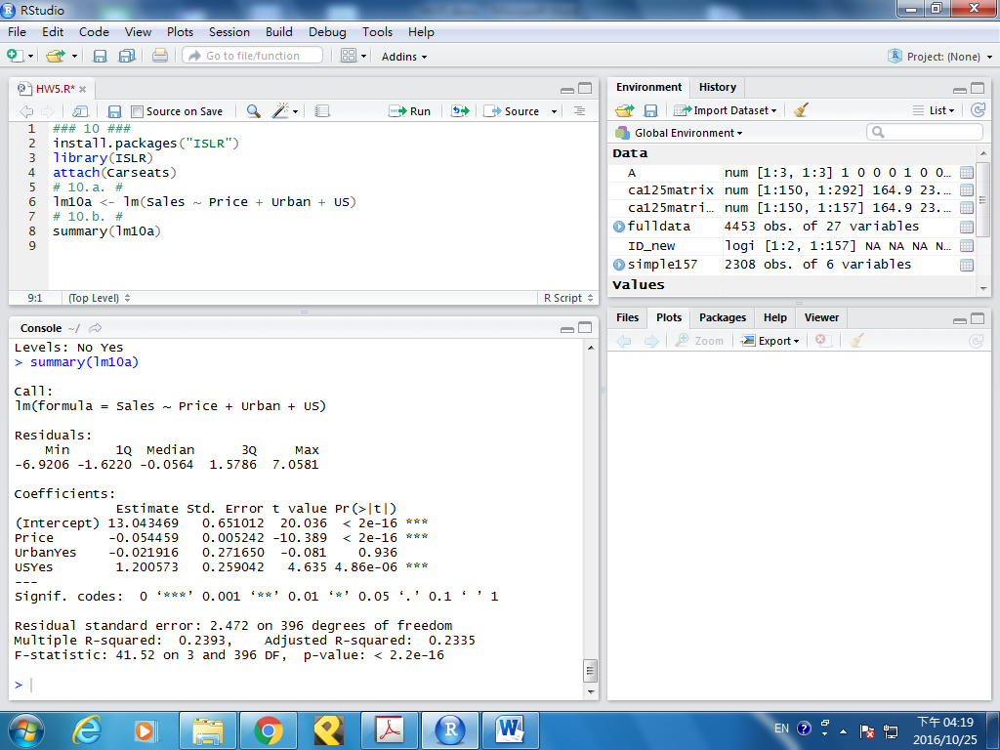 RStudio
File Edit Code View Plots Session Build Debug Tools Help
Go to file/function Addins Project: (None)
HW5.R*
Source on Save Run Source
1 ### 10 ###
2 install.packages("ISLR")
3 library(ISLR)
4 attach(Carseats)
5 # 10.a. #
6 lm10a <- lm(Sales ~ Price + Urban + US)
7 # 10.b. #
8 summary(lm10a)
9
9:1 (Top Level) R Script
Console ~/
Levels: No Yes
> summary(lm10a)
Call:
lm(formula = Sales ~ Price + Urban + US)
Residuals:
Min 1Q Median 3Q Max
-6.9206 -1.6220 -0.0564 1.5786 7.0581
Coefficients:
Estimate Std. Error t value Pr(>|t|)
(Intercept) 13.043469 0.651012 20.036 < 2e-16 ***
Price -0.054459 0.005242 -10.389 < 2e-16 ***
UrbanYes -0.021916 0.271650 -0.081 0.936
USYes 1.200573 0.259042 4.635 4.86e-06 ***
---
Signif. codes: 0 ‘***’ 0.001 ‘**’ 0.01 ‘*’ 0.05 ‘.’ 0.1 ‘ ’ 1
Residual standard error: 2.472 on 396 degrees of freedom
Multiple R-squared: 0.2393, Adjusted R-squared: 0.2335
F-statistic: 41.52 on 3 and 396 DF, p-value: < 2.2e-16
>
Environment History
Import Dataset List
Global Environment
Data
A num [1:3, 1:3] 1 0 0 0 1 0 0…
ca125matrix num [1:150, 1:292] 164.9 23.…
ca125matri… num [1:150, 1:157] 164.9 23.…
fulldata 4453 obs. of 27 variables
ID_new logi [1:2, 1:157] NA NA NA N…
simple157 2308 obs. of 6 variables
Values
Files Plots Packages Help Viewer
Zoom Export
EN 下午 04:19
2016/10/25